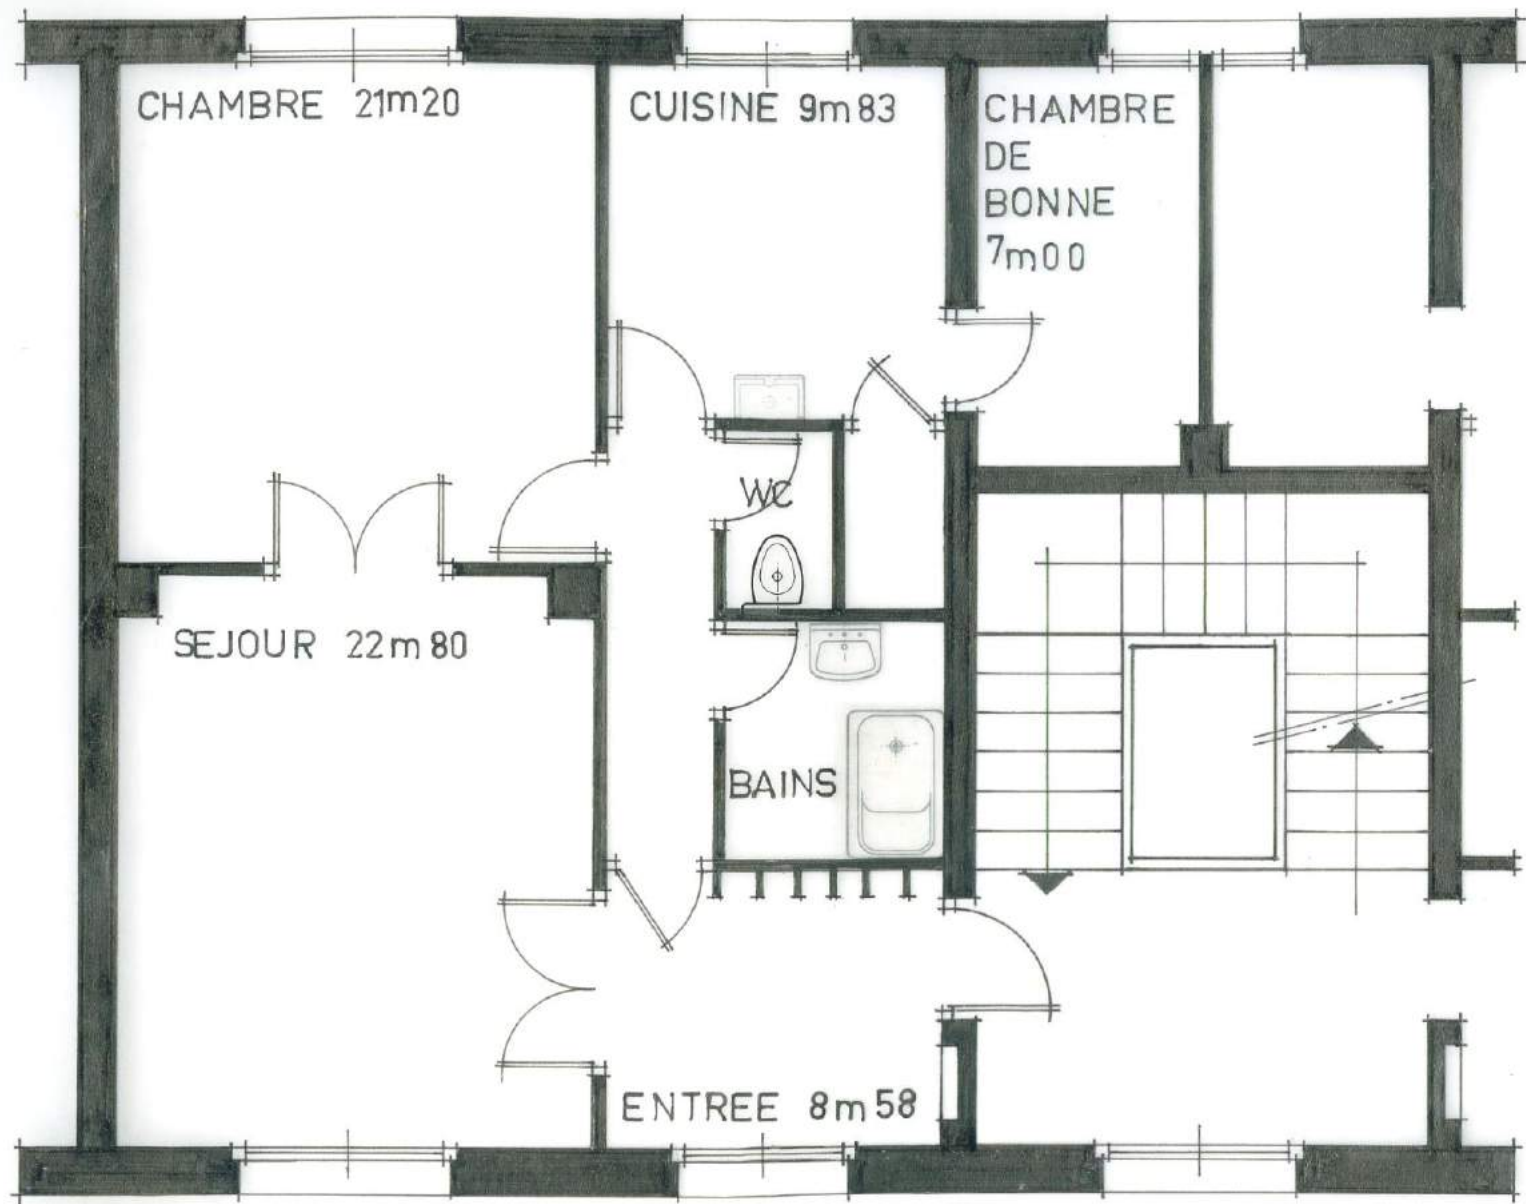 CHAMBRE 21m20
CUISINE 9m83
CHAMBRE
DE
BONNE
7m00
WC
SEJOUR 22m80
BAINS
ENTREE 8m58